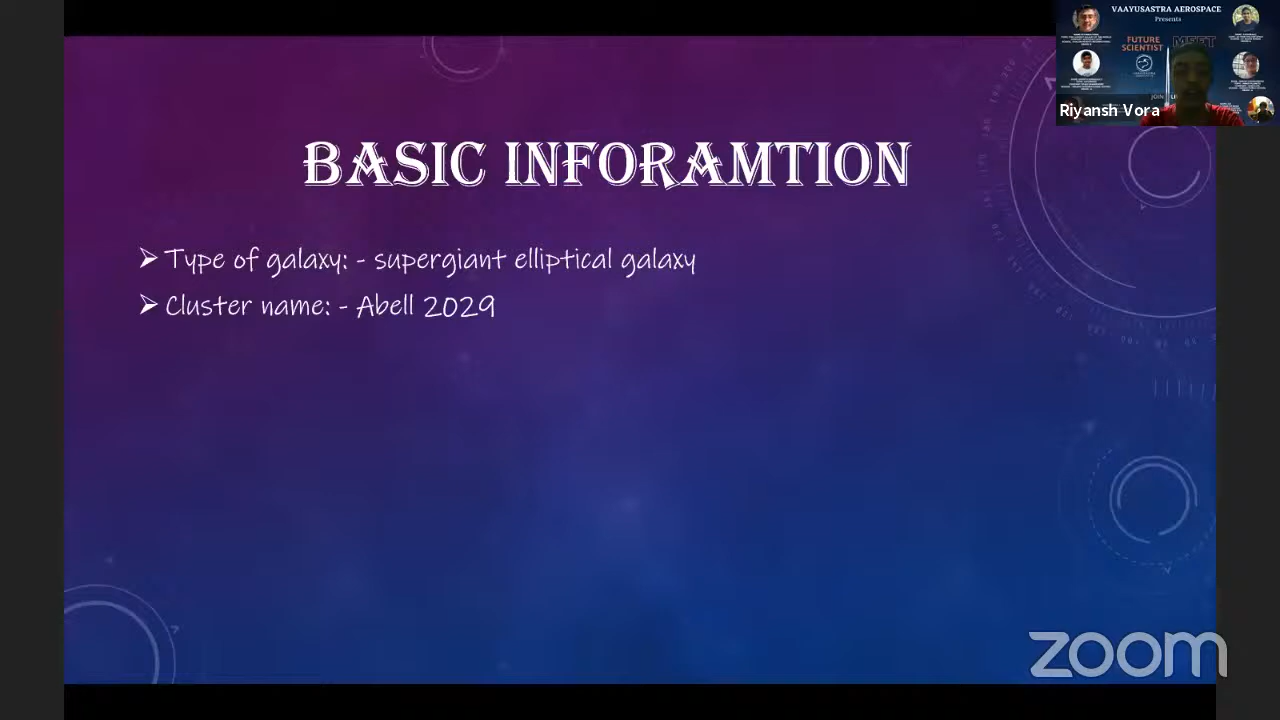 VAAYUSASTRA AEROSPACE
Presents
FUTURE
SCIENTIST
Riyansh Vora
BASIC INFORAMTION
Type of galaxy: - supergiant elliptical galaxy
Cluster name: - Abell 2029
zoom